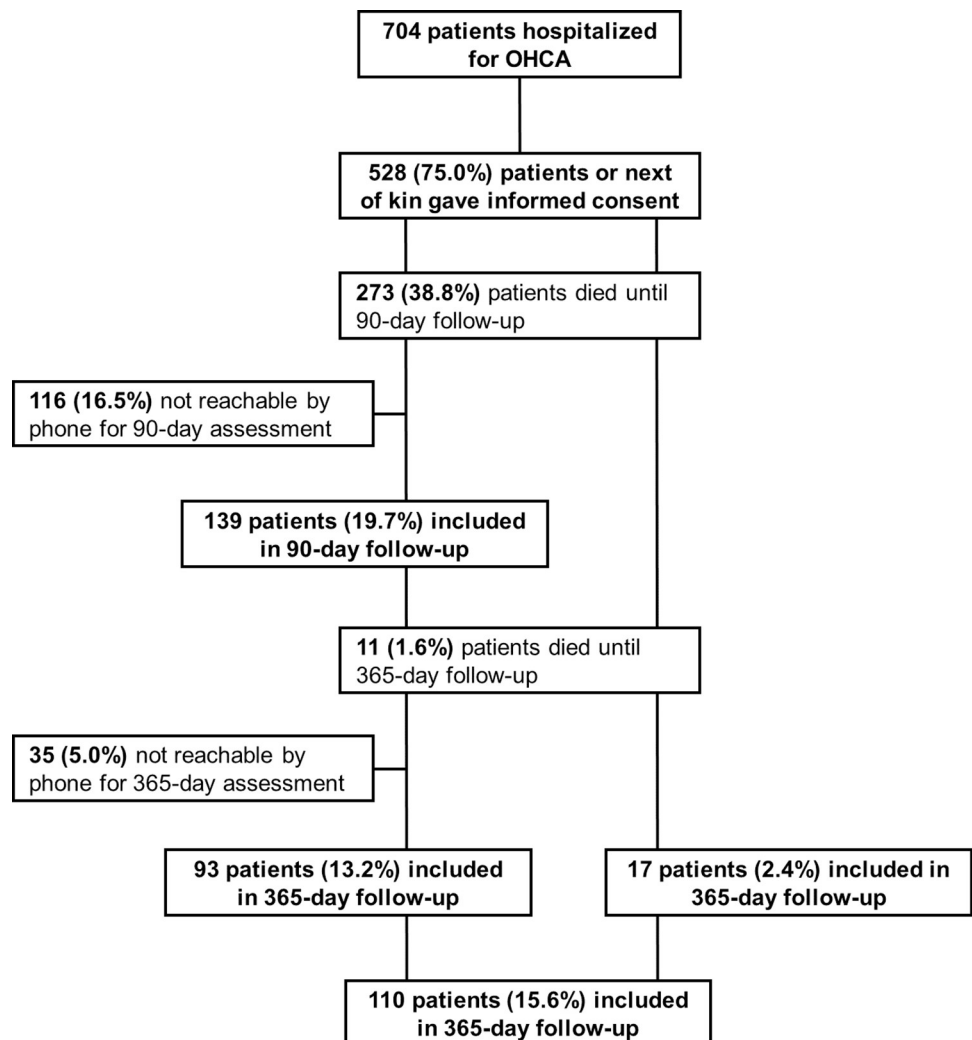 704 patients hospitalized
for OHCA
528 (75.0%) patients or next
of kin gave informed consent
273 (38.8%) patients died until
90-day follow-up
116 (16.5%) not reachable by
phone for 90-day assessment
139 patients (19.7%) included
in 90-day follow-up
11 (1.6%) patients died until
365-day follow-up
35 (5.0%) not reachable by
phone for 365-day assessment
93 patients (13.2%) included
in 365-day follow-up
17 patients (2.4%) included in
365-day follow-up
110 patients (15.6%) included
in 365-day follow-up